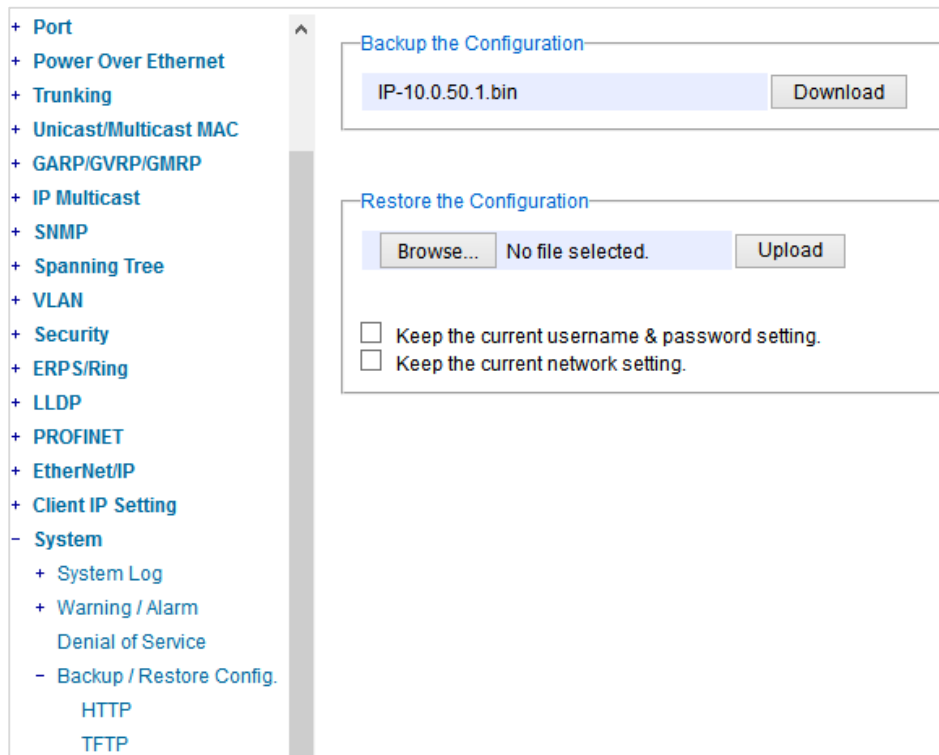 + Port
+ Power Over Ethernet
+ Trunking
+ Unicast/Multicast MAC
+ GARP/GVRP/GMRP
+ IP Multicast
+ SNMP
+ Spanning Tree
+ VLAN
+ Security
+ ERPS/Ring
+ LLDP
+ PROFINET
+ EtherNet/IP
+ Client IP Setting
− System
+ System Log
+ Warning / Alarm
Denial of Service
− Backup / Restore Config.
HTTP
TFTP
Backup the Configuration
IP-10.0.50.1.bin Download
Restore the Configuration
Browse... No file selected. Upload
Keep the current username & password setting.
Keep the current network setting.